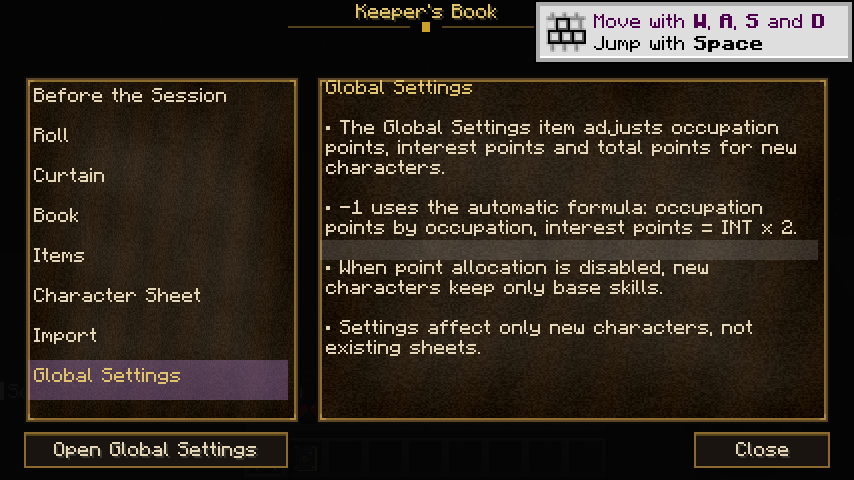 Keeper's Book
Move with W, A, S and D
Jump with Space
Before the Session
Roll
Curtain
Book
Items
Character Sheet
Import
Global Settings
Global Settings
• The Global Settings item adjusts occupation
points, interest points and total points for new
characters.
• -1 uses the automatic formula: occupation
points by occupation, interest points = INT x 2.
• When point allocation is disabled, new
characters keep only base skills.
• Settings affect only new characters, not
existing sheets.
Open Global Settings
Close